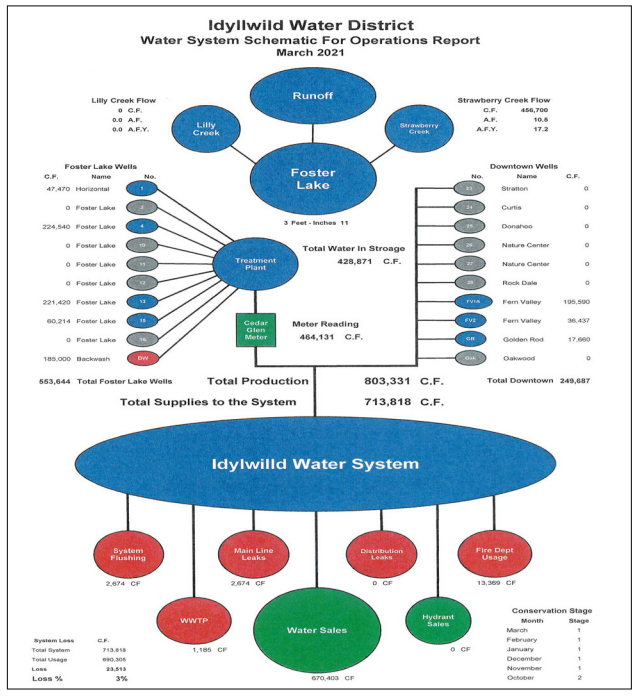 Idyllwild Water District
Water System Schematic For Operations Report
March 2021
Runoff
Lilly Creek Flow
0 C.F.
0.0 A.F.
0.0 A.F.Y.
Lilly
Creek
Strawberry
Creek
Strawberry Creek Flow
C.F. 456,700
A.F. 10.5
A.F.Y. 17.2
Foster
Lake
3 Feet - Inches 11
Foster Lake Wells
C.F. Name No.
47,470 Horizontal 1
0 Foster Lake 2
224,540 Foster Lake 4
0 Foster Lake 10
0 Foster Lake 11
0 Foster Lake 12
221,420 Foster Lake 13
60,214 Foster Lake 15
0 Foster Lake 16
185,000 Backwash BW
553,644 Total Foster Lake Wells
Treatment
Plant
Total Water In Stroage
428,871 C.F.
Cedar
Glen
Meter
Meter Reading
464,131 C.F.
Downtown Wells
No. Name C.F.
23 Stratton 0
24 Curtis 0
25 Donahoo 0
26 Nature Center 0
27 Nature Center 0
28 Rock Dale 0
FV1A Fern Valley 195,590
FV2 Fern Valley 36,437
GR Golden Rod 17,660
Oak Oakwood 0
Total Downtown 249,687
Total Production 803,331 C.F.
Total Supplies to the System 713,818 C.F.
Idylwilld Water System
System
Flushing
2,674 CF
Main Line
Leaks
2,674 CF
Distribution
Leaks
0 CF
Fire Dept
Usage
13,369 CF
WWTP
1,185 CF
Water Sales
670,403 CF
Hydrant
Sales
0 CF
System Loss C.F.
Total System 713,818
Total Usage 690,305
Loss 23,513
Loss % 3%
Conservation Stage
Month Stage
March 1
February 1
January 1
December 1
November 1
October 2